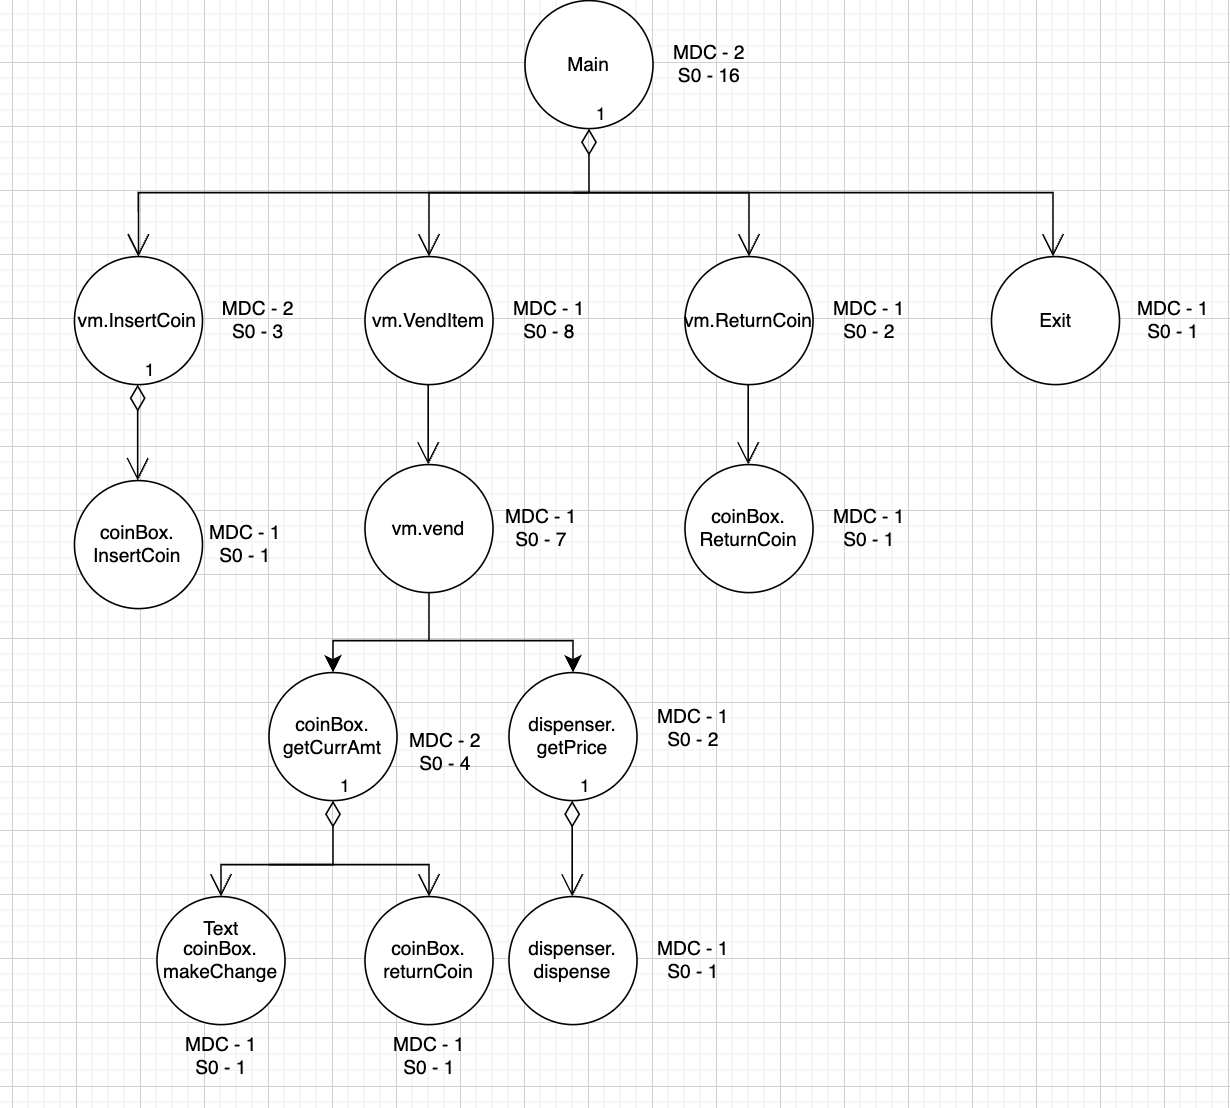 Main
MDC - 2
S0 - 16
1
vm.InsertCoin
MDC - 2
S0 - 3
1
vm.VendItem
MDC - 1
S0 - 8
vm.ReturnCoin
MDC - 1
S0 - 2
Exit
MDC - 1
S0 - 1
coinBox.
InsertCoin
MDC - 1
S0 - 1
vm.vend
MDC - 1
S0 - 7
coinBox.
ReturnCoin
MDC - 1
S0 - 1
coinBox.
getCurrAmt
MDC - 2
S0 - 4
1
dispenser.
getPrice
MDC - 1
S0 - 2
1
Text
coinBox.
makeChange
MDC - 1
S0 - 1
coinBox.
returnCoin
MDC - 1
S0 - 1
dispenser.
dispense
MDC - 1
S0 - 1